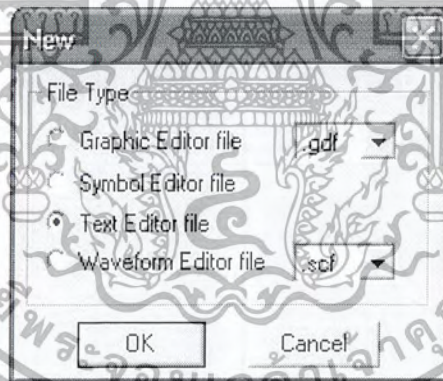 New
File Type
Graphic Editor file .gdf
Symbol Editor file
Text Editor file
Waveform Editor file .scf
OK Cancel